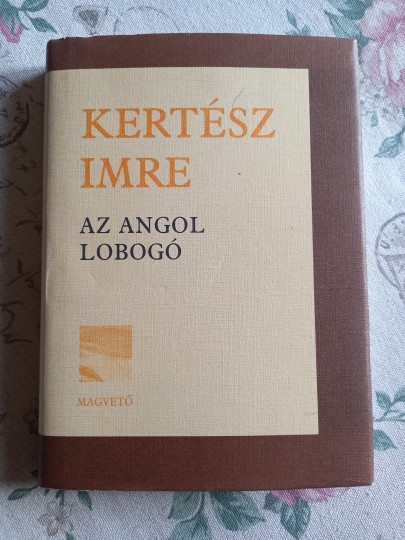 KERTÉSZ
IMRE
AZ ANGOL
LOBOGÓ
MAGVETŐ